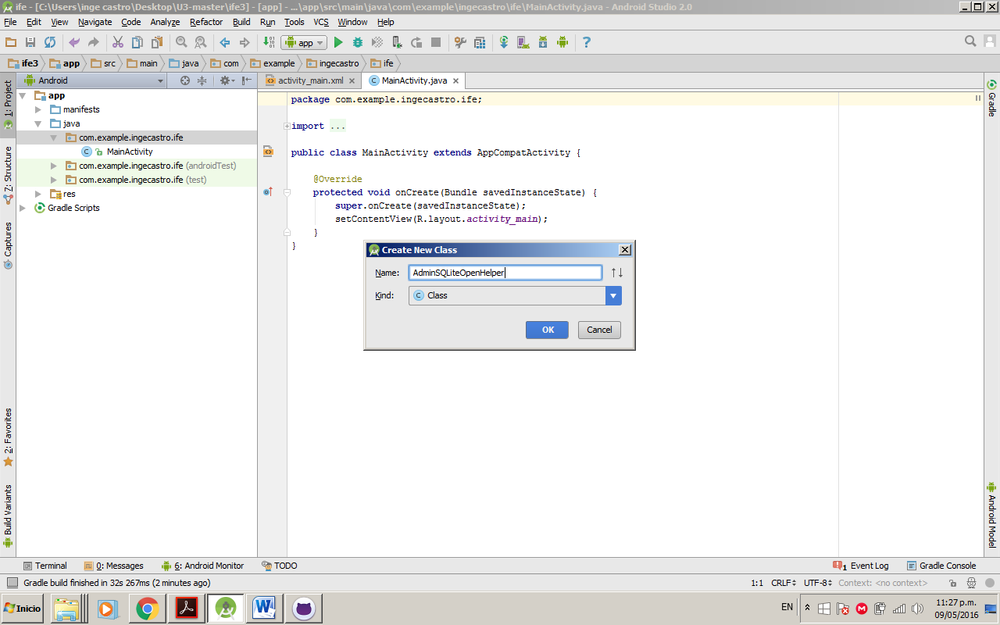 ife - [C:\Users\inge castro\Desktop\U3-master\ife3] - [app] - ...\app\src\main\java\com\example\ingecastro\ife\MainActivity.java - Android Studio 2.0
File Edit View Navigate Code Analyze Refactor Build Run Tools VCS Window Help
app
ife3 app src main java com example ingecastro ife
Android
activity_main.xml
MainActivity.java
1: Project
7: Structure
Captures
2: Favorites
Build Variants
app
manifests
java
com.example.ingecastro.ife
MainActivity
com.example.ingecastro.ife (androidTest)
com.example.ingecastro.ife (test)
res
Gradle Scripts
package com.example.ingecastro.ife;
import ...
public class MainActivity extends AppCompatActivity {
@Override
protected void onCreate(Bundle savedInstanceState) {
super.onCreate(savedInstanceState);
setContentView(R.layout.activity_main);
}
}
Create New Class
Name: AdminSQLiteOpenHelper
Kind: Class
OK Cancel
Gradle
Android Model
Terminal 0: Messages 6: Android Monitor TODO 1 Event Log Gradle Console
Gradle build finished in 32s 267ms (2 minutes ago) 1:1 CRLF UTF-8 Context: <no context>
Inicio
EN
11:27 p.m.
09/05/2016